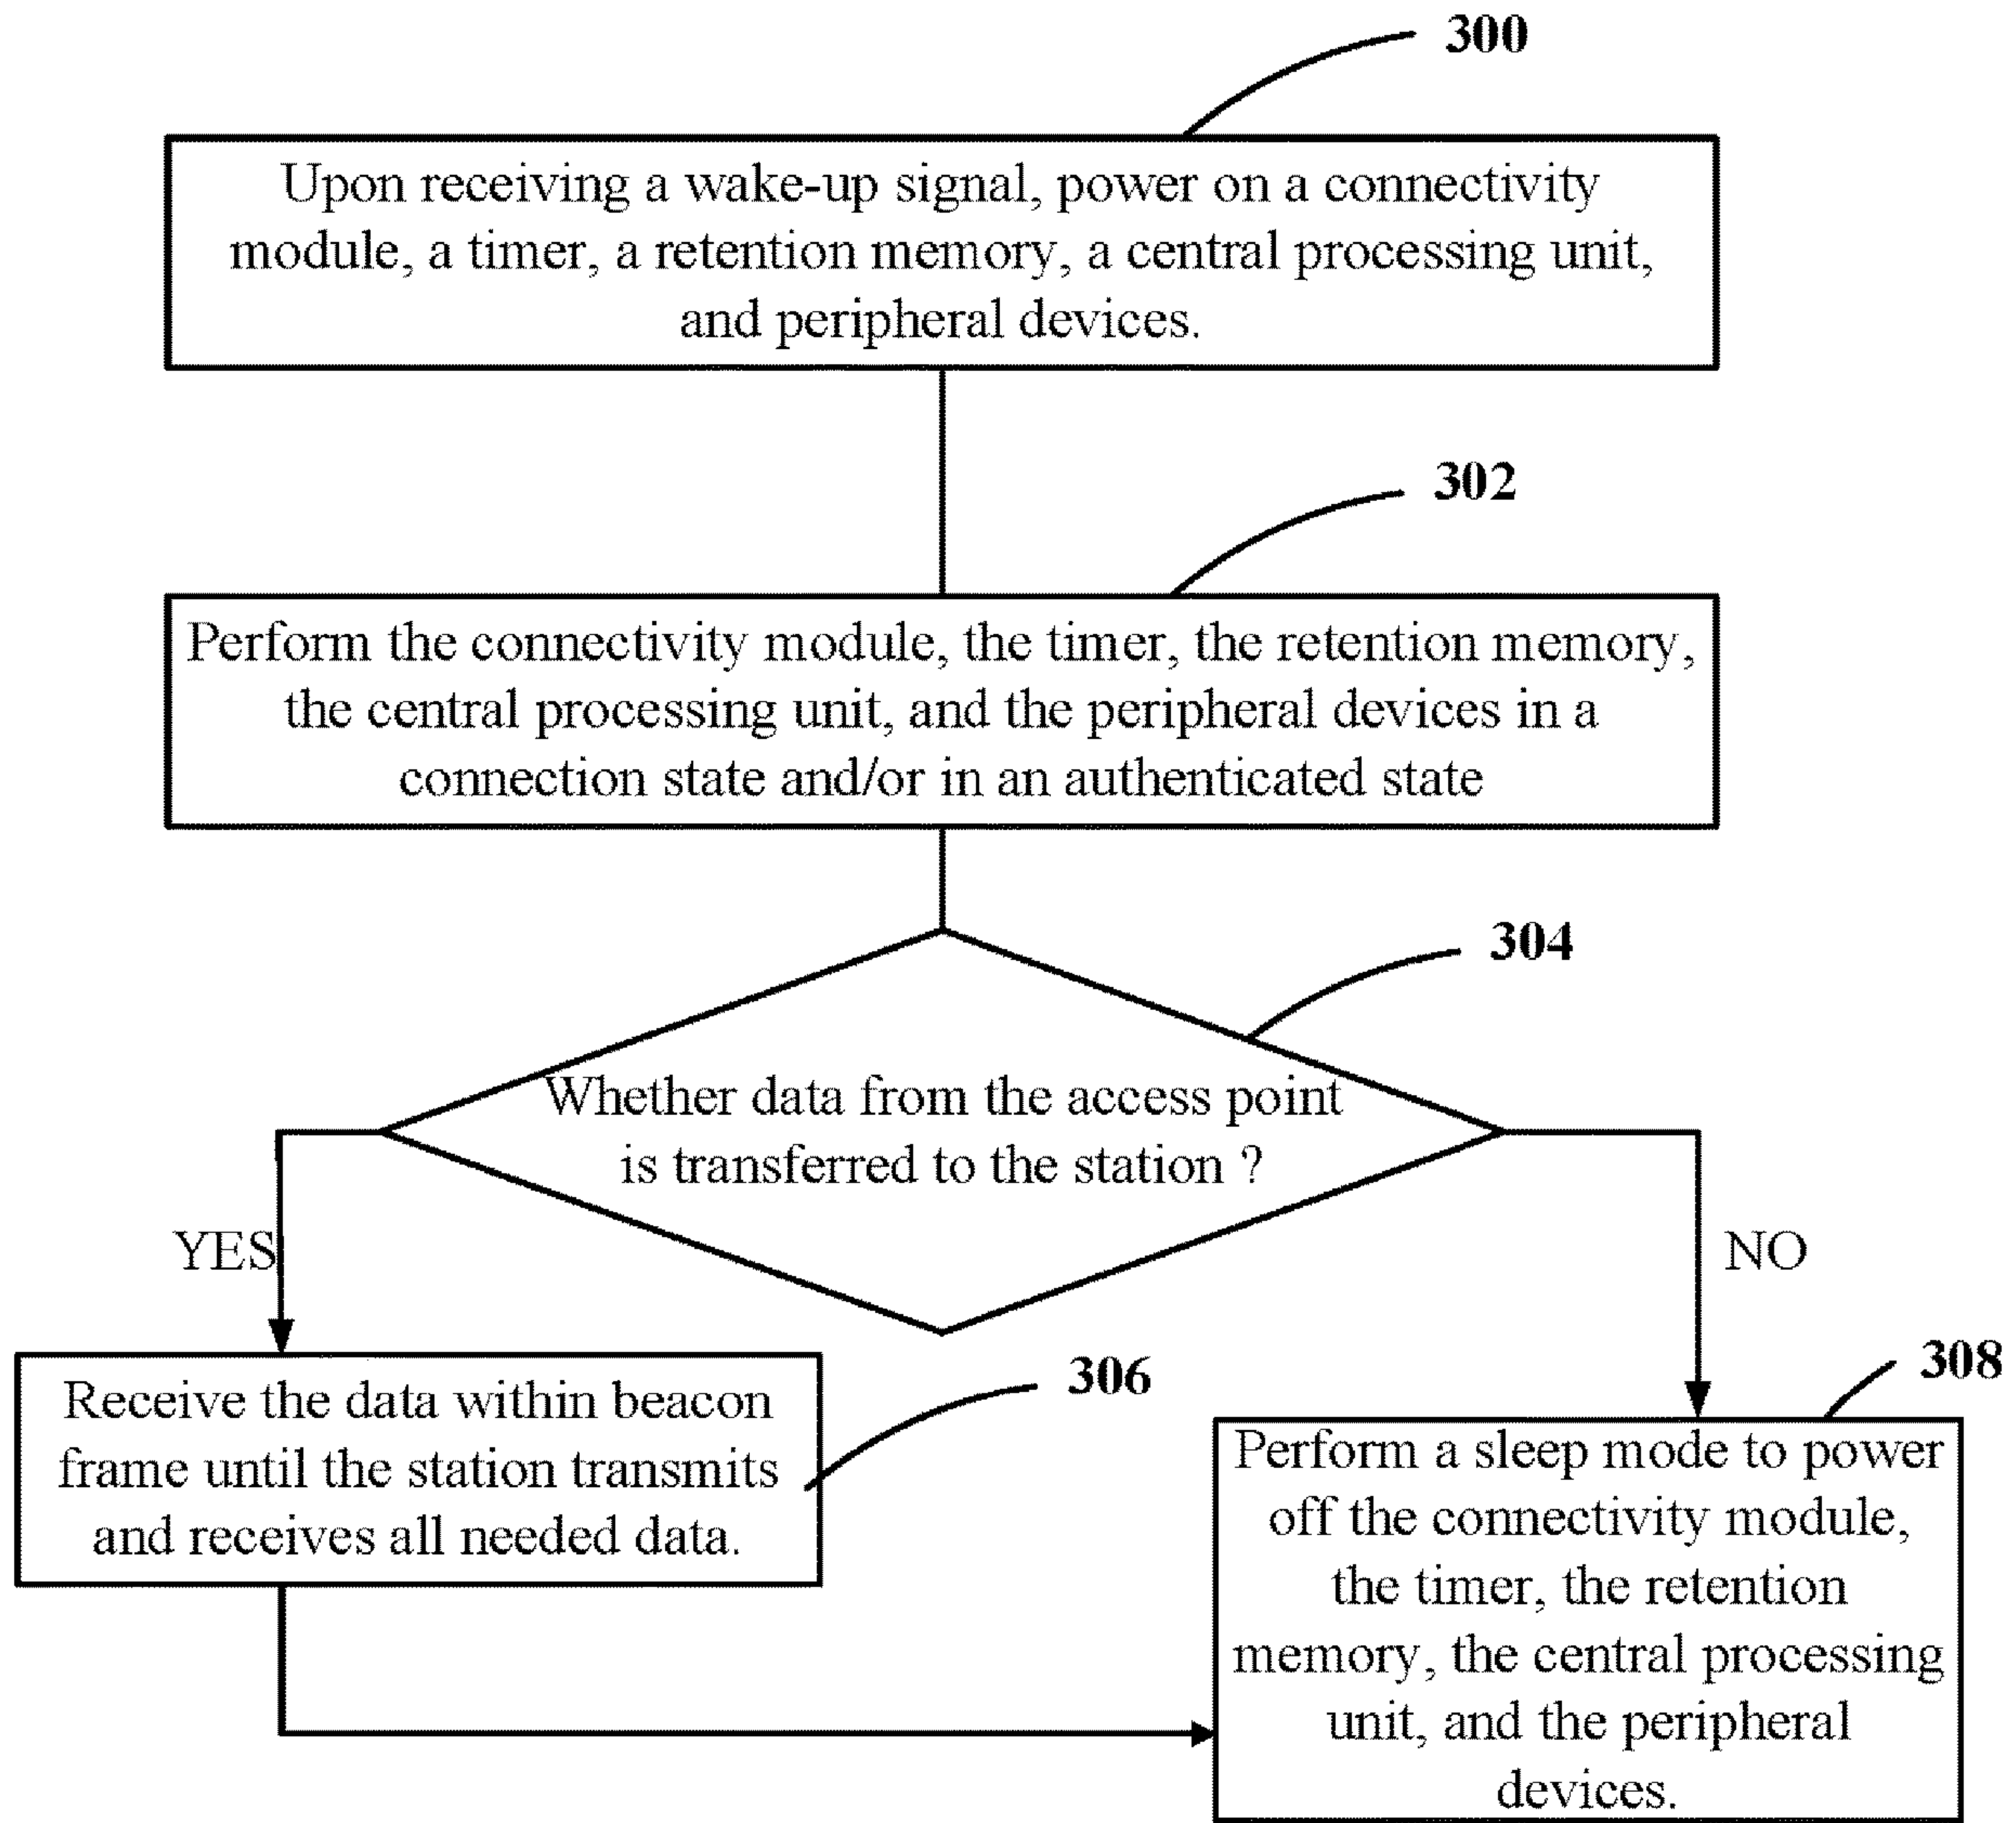 300
Upon receiving a wake-up signal, power on a connectivity
module, a timer, a retention memory, a central processing unit,
and peripheral devices.
302
Perform the connectivity module, the timer, the retention memory,
the central processing unit, and the peripheral devices in a
connection state and/or in an authenticated state
304
Whether data from the access point
is transferred to the station ?
YES
NO
306
Receive the data within beacon
frame until the station transmits
and receives all needed data.
308
Perform a sleep mode to power
off the connectivity module,
the timer, the retention
memory, the central processing
unit, and the peripheral
devices.